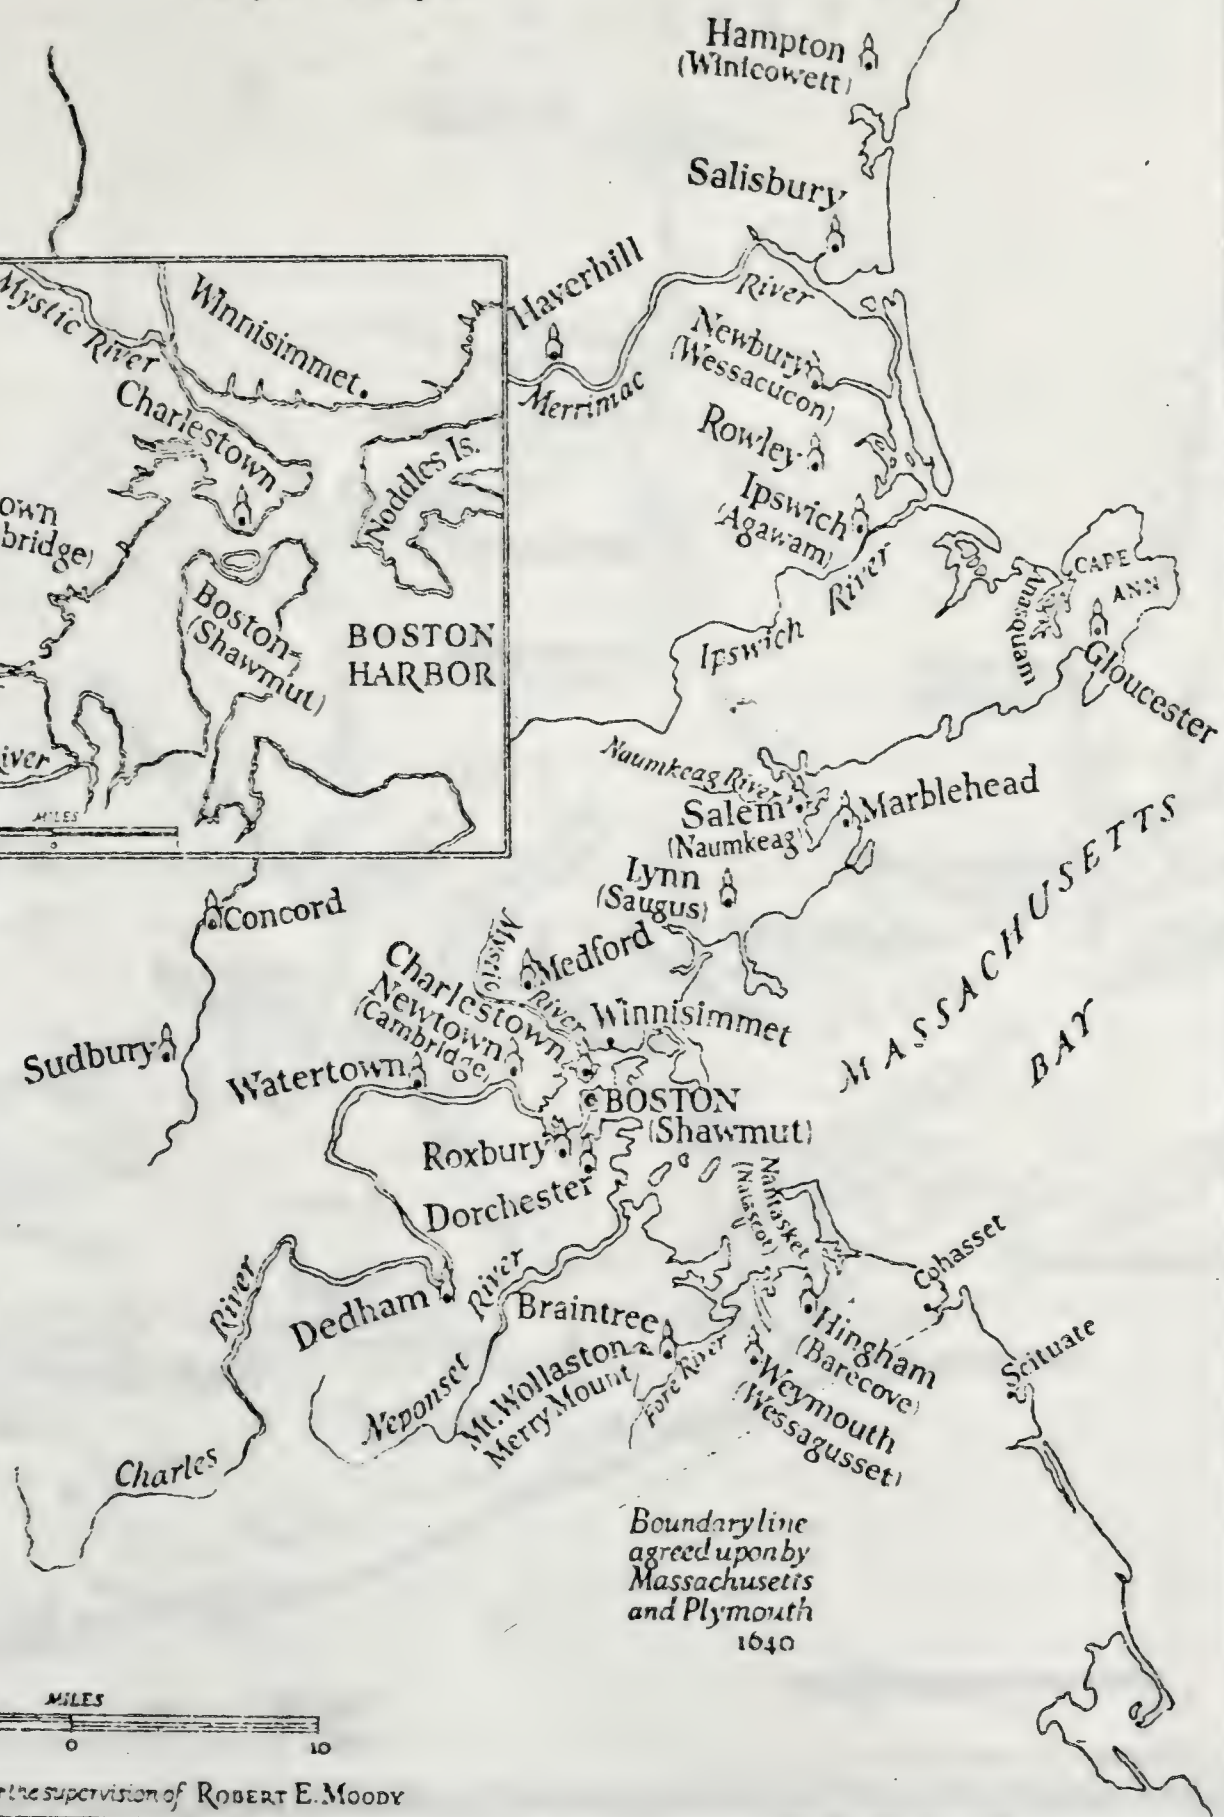 Hampton
(Winicowett)
Salisbury
Haverhill
River
Merrimac
Newbury
(Wessacucon)
Rowley
Ipswich
(Agawam)
Ipswich River
CAPE
ANN
Anasquam
Gloucester
Mystic River
Winnisimmet
Charlestown
Noddles Is.
own
bridge)
Boston
(Shawmut)
BOSTON
HARBOR
iver
MILES
0
Naumkeag River
Salem
(Naumkeag)
Marblehead
Lynn
(Saugus)
MASSACHUSETTS
BAY
Concord
Mystic
River
Medford
Charlestown
Newtown
(Cambridge)
Winnisimmet
Sudbury
Watertown
BOSTON
(Shawmut)
Roxbury
Dorchester
Nantasket
Cohasset
River
Dedham
River
Braintree
Hingham
(Barecove)
Scituate
Neponset
Mt. Wollaston
Merry Mount
Fore River
Weymouth
(Wessagusset)
Charles
Boundary line
agreed upon by
Massachusetts
and Plymouth
1640
MILES
0 10
the supervision of ROBERT E. MOODY